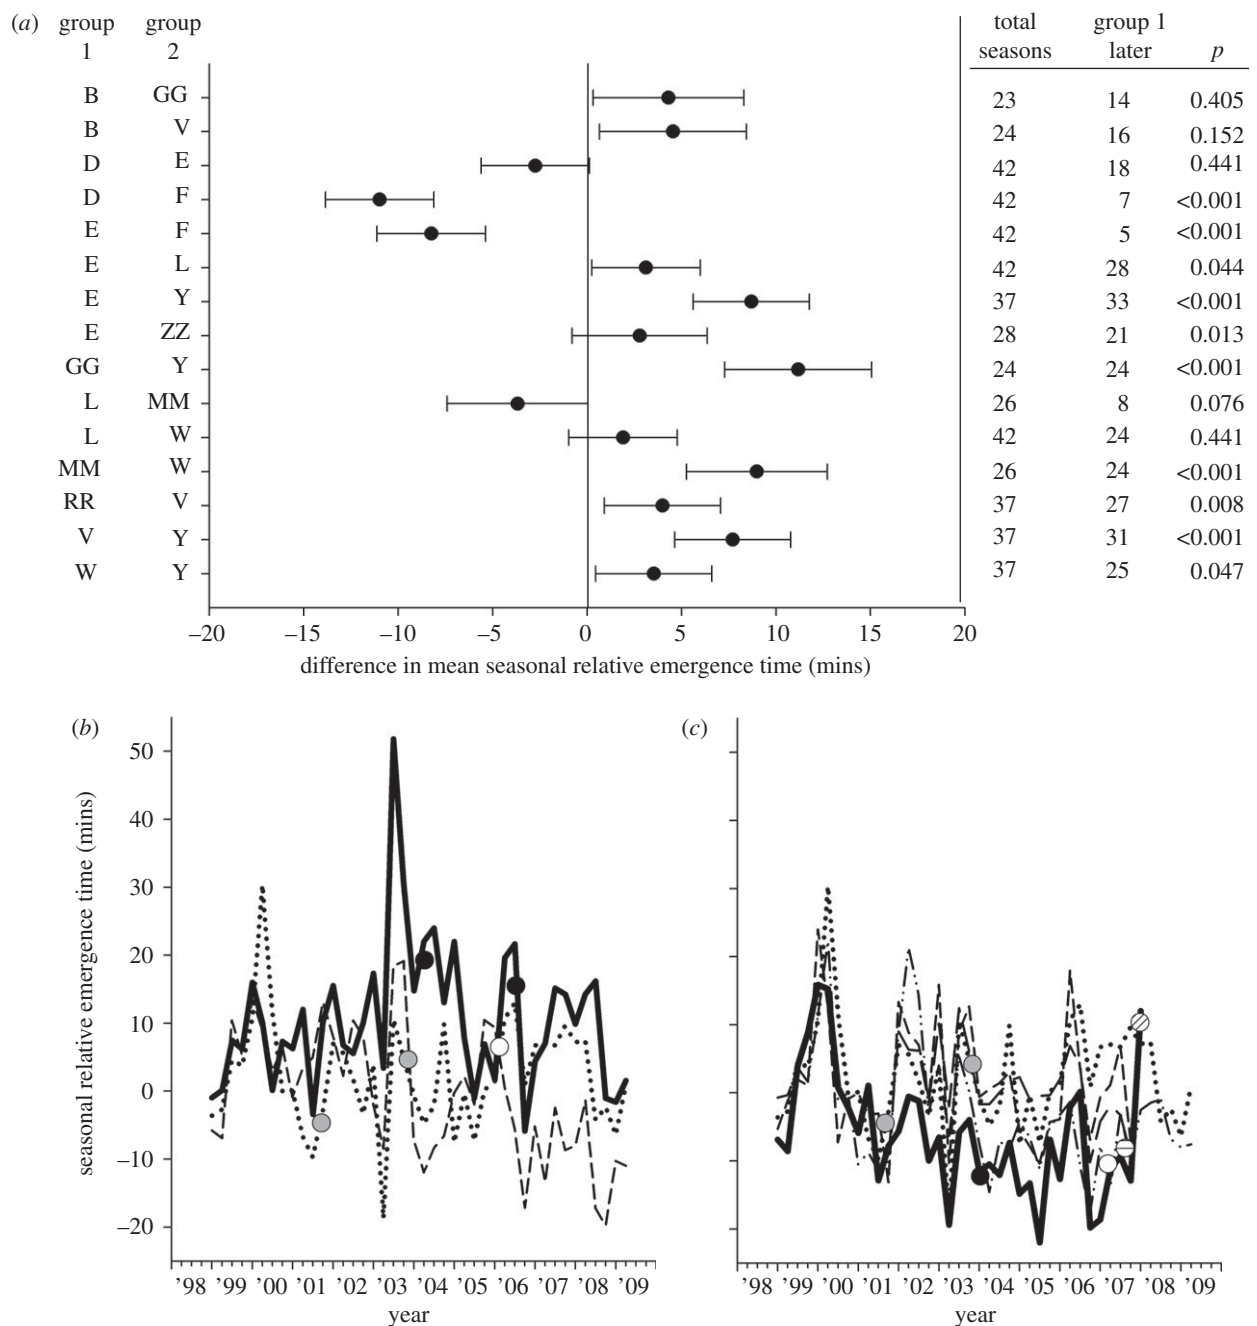 (a) group group total group 1
1 2 seasons later p
B GG 23 14 0.405
B V 24 16 0.152
D E 42 18 0.441
D F 42 7 <0.001
E F 42 5 <0.001
E L 42 28 0.044
E Y 37 33 <0.001
E ZZ 28 21 0.013
GG Y 24 24 <0.001
L MM 26 8 0.076
L W 42 24 0.441
MM W 26 24 <0.001
RR V 37 27 0.008
V Y 37 31 <0.001
W Y 37 25 0.047
–20 –15 –10 –5 0 5 10 15 20
difference in mean seasonal relative emergence time (mins)
(b)
seasonal relative emergence time (mins)
50
40
30
20
10
0
–10
–20
'98 '99 '00 '01 '02 '03 '04 '05 '06 '07 '08 '09
year
(c)
'98 '99 '00 '01 '02 '03 '04 '05 '06 '07 '08 '09
year